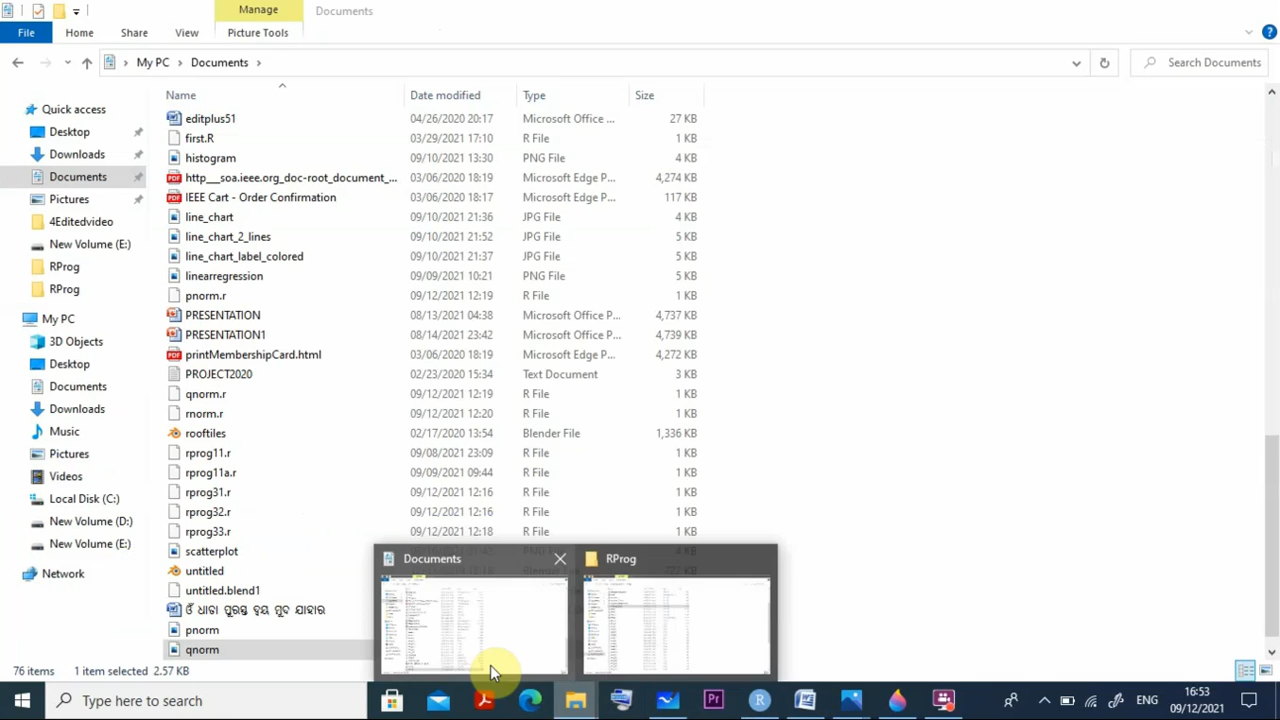 Manage
Documents
File
Home
Share
View
Picture Tools
My PC
Documents
Search Documents
Name
Date modified
Type
Size
Quick access
Desktop
Downloads
Documents
Pictures
4Editedvideo
New Volume (E:)
RProg
RProg
My PC
3D Objects
Desktop
Documents
Downloads
Music
Pictures
Videos
Local Disk (C:)
New Volume (D:)
New Volume (E:)
Network
editplus51 04/26/2020 20:17 Microsoft Office ... 27 KB
first.R 03/29/2021 17:10 R File 1 KB
histogram 09/10/2021 13:30 PNG File 4 KB
http__soa.ieee.org_doc-root_document_... 03/06/2020 18:19 Microsoft Edge P... 4,274 KB
IEEE Cart - Order Confirmation 03/06/2020 18:17 Microsoft Edge P... 117 KB
line_chart 09/10/2021 21:36 JPG File 4 KB
line_chart_2_lines 09/10/2021 21:52 JPG File 5 KB
line_chart_label_colored 09/10/2021 21:37 JPG File 5 KB
linearregression 09/09/2021 10:21 PNG File 5 KB
pnorm.r 09/12/2021 12:19 R File 1 KB
PRESENTATION 08/13/2021 04:38 Microsoft Office P... 4,737 KB
PRESENTATION1 08/14/2021 23:42 Microsoft Office P... 4,739 KB
printMembershipCard.html 03/06/2020 18:19 Microsoft Edge P... 4,272 KB
PROJECT2020 02/23/2020 15:34 Text Document 3 KB
qnorm.r 09/12/2021 12:19 R File 1 KB
rnorm.r 09/12/2021 12:20 R File 1 KB
rooftiles 02/17/2020 13:54 Blender File 1,336 KB
rprog11.r 09/08/2021 23:09 R File 1 KB
rprog11a.r 09/09/2021 09:44 R File 1 KB
rprog31.r 09/12/2021 12:16 R File 1 KB
rprog32.r 09/12/2021 12:16 R File 1 KB
rprog33.r 09/12/2021 12:18 R File 1 KB
scatterplot
untitled
untitled.blend1
pnorm
qnorm
Documents
RProg
76 items 1 item selected 2.57 KB
Type here to search
ENG
16:53
09/12/2021